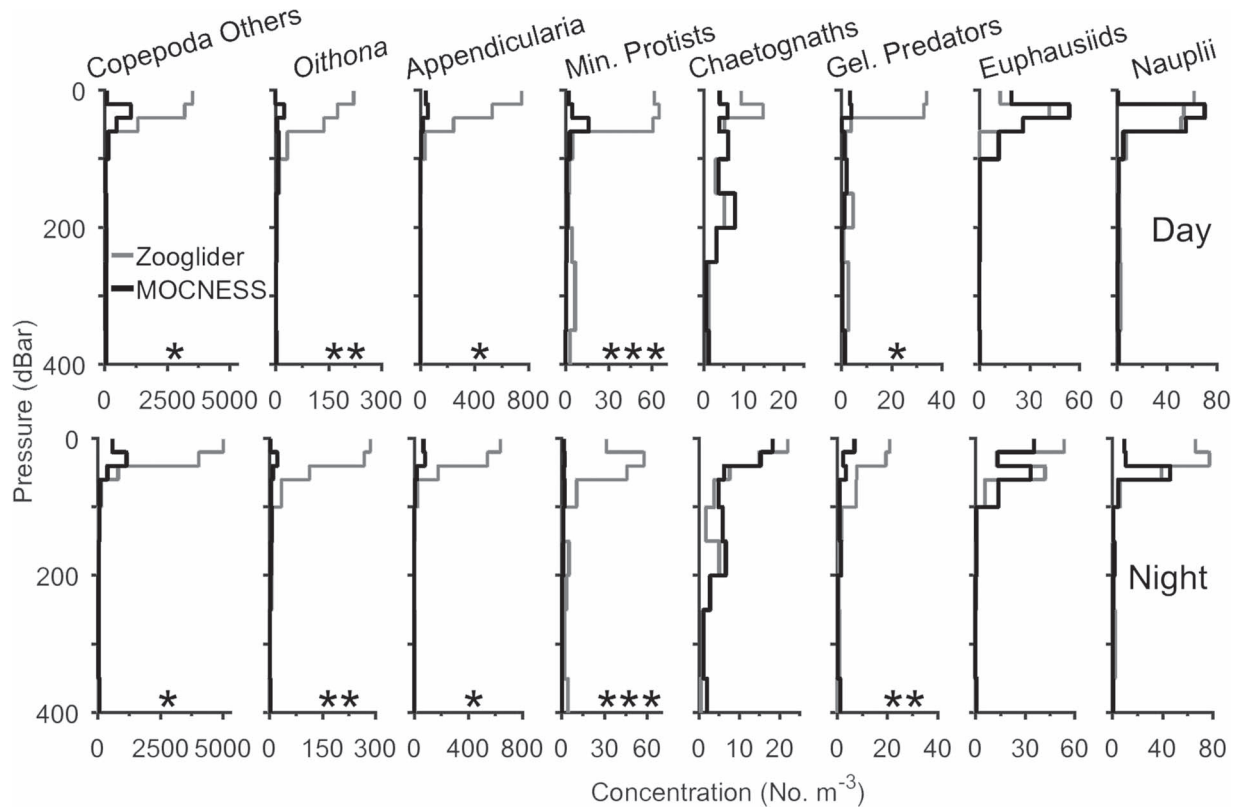 Copepoda Others Oithona Appendicularia Min. Protists Chaetognaths Gel. Predators Euphausiids Nauplii
0
200
400
Zooglider
MOCNESS
Day
* ** * *** *
0 2500 5000 0 150 300 0 400 800 0 30 60 0 10 20 0 20 40 0 30 60 0 40 80
Pressure (dBar)
0
200
400
Night
* ** * *** **
0 2500 5000 0 150 300 0 400 800 0 30 60 0 10 20 0 20 40 0 30 60 0 40 80
Concentration (No. m⁻³)